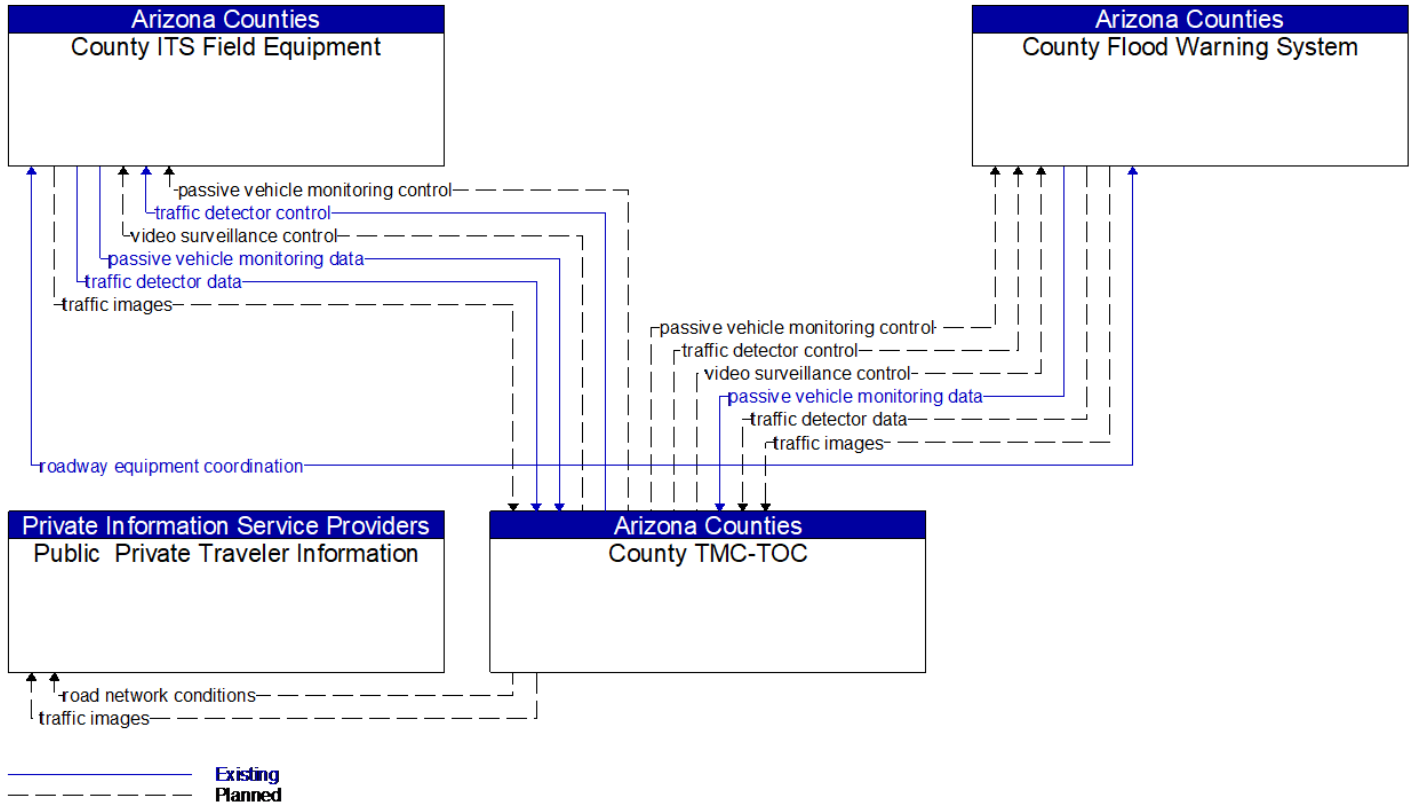 Arizona Counties
County ITS Field Equipment
Arizona Counties
County Flood Warning System
passive vehicle monitoring control
traffic detector control
video surveillance control
passive vehicle monitoring data
traffic detector data
traffic images
passive vehicle monitoring control
traffic detector control
video surveillance control
passive vehicle monitoring data
traffic detector data
traffic images
roadway equipment coordination
Private Information Service Providers
Public  Private Traveler Information
Arizona Counties
County TMC-TOC
road network conditions
traffic images
Existing
Planned